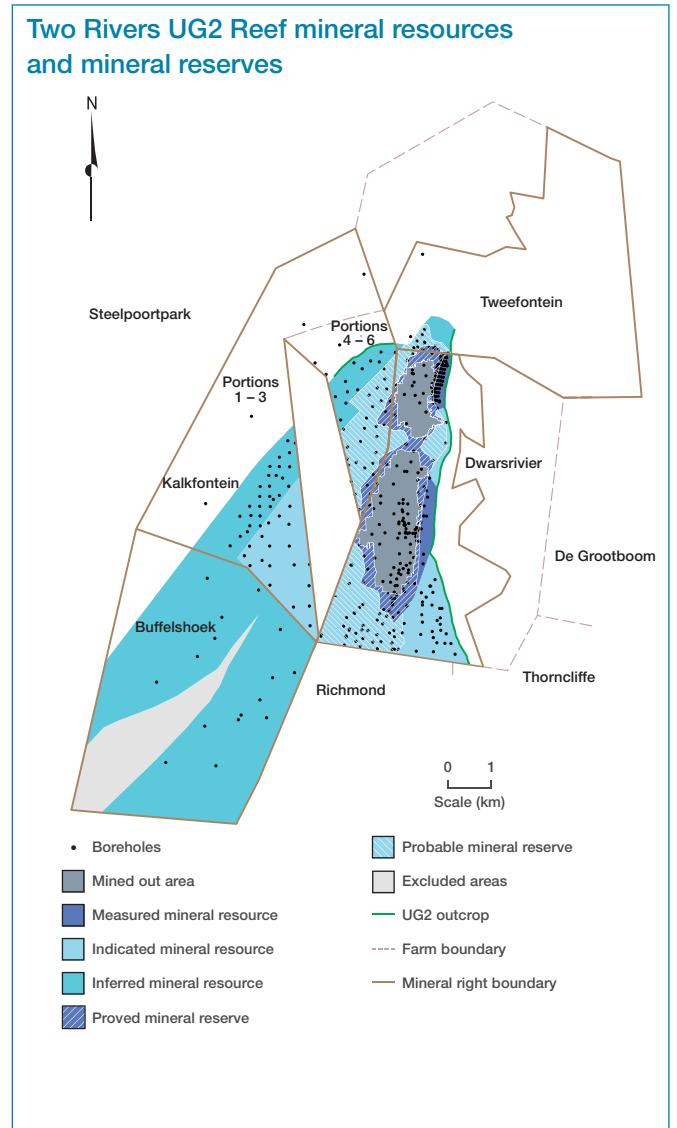 Two Rivers UG2 Reef mineral resources
and mineral reserves
N
Steelpoortpark
Tweefontein
Portions
4 – 6
Portions
1 – 3
Dwarsrivier
Kalkfontein
De Grootboom
Buffelshoek
Thorncliffe
Richmond
0 1
Scale (km)
Boreholes
Mined out area
Measured mineral resource
Indicated mineral resource
Inferred mineral resource
Proved mineral reserve
Probable mineral reserve
Excluded areas
UG2 outcrop
Farm boundary
Mineral right boundary